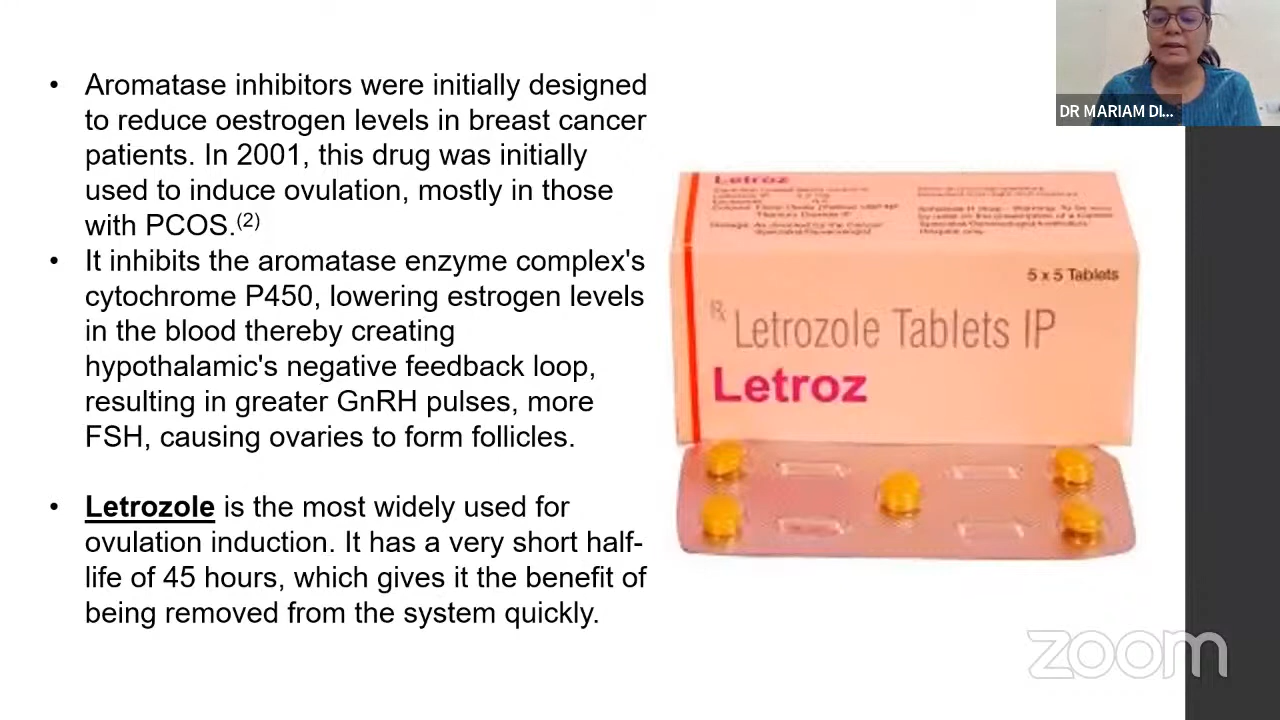 • Aromatase inhibitors were initially designed
to reduce oestrogen levels in breast cancer
patients. In 2001, this drug was initially
used to induce ovulation, mostly in those
with PCOS.(2)
• It inhibits the aromatase enzyme complex's
cytochrome P450, lowering estrogen levels
in the blood thereby creating
hypothalamic's negative feedback loop,
resulting in greater GnRH pulses, more
FSH, causing ovaries to form follicles.
• Letrozole is the most widely used for
ovulation induction. It has a very short half-
life of 45 hours, which gives it the benefit of
being removed from the system quickly.
DR MARIAM DI...
Letroz
5 x 5 Tablets
Rx Letrozole Tablets IP
Letroz
zoom